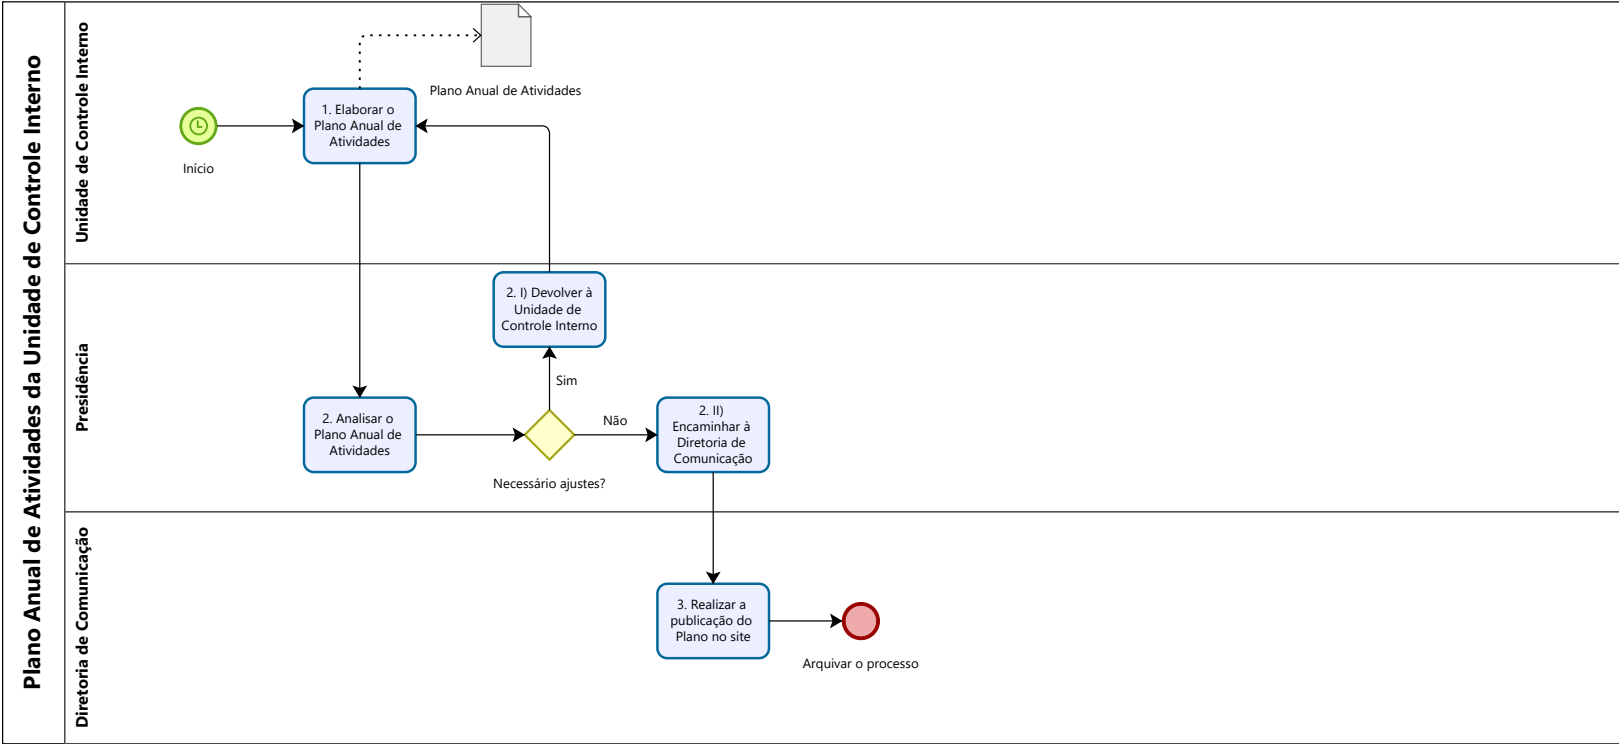 Plano Anual de Atividades da Unidade de Controle Interno
Unidade de Controle Interno
Plano Anual de Atividades
1. Elaborar o
Plano Anual de
Atividades
Início
Presidência
2. I) Devolver à
Unidade de
Controle Interno
Sim
2. Analisar o
Plano Anual de
Atividades
Necessário ajustes?
Não
2. II)
Encaminhar à
Diretoria de
Comunicação
Diretoria de Comunicação
3. Realizar a
publicação do
Plano no site
Arquivar o processo